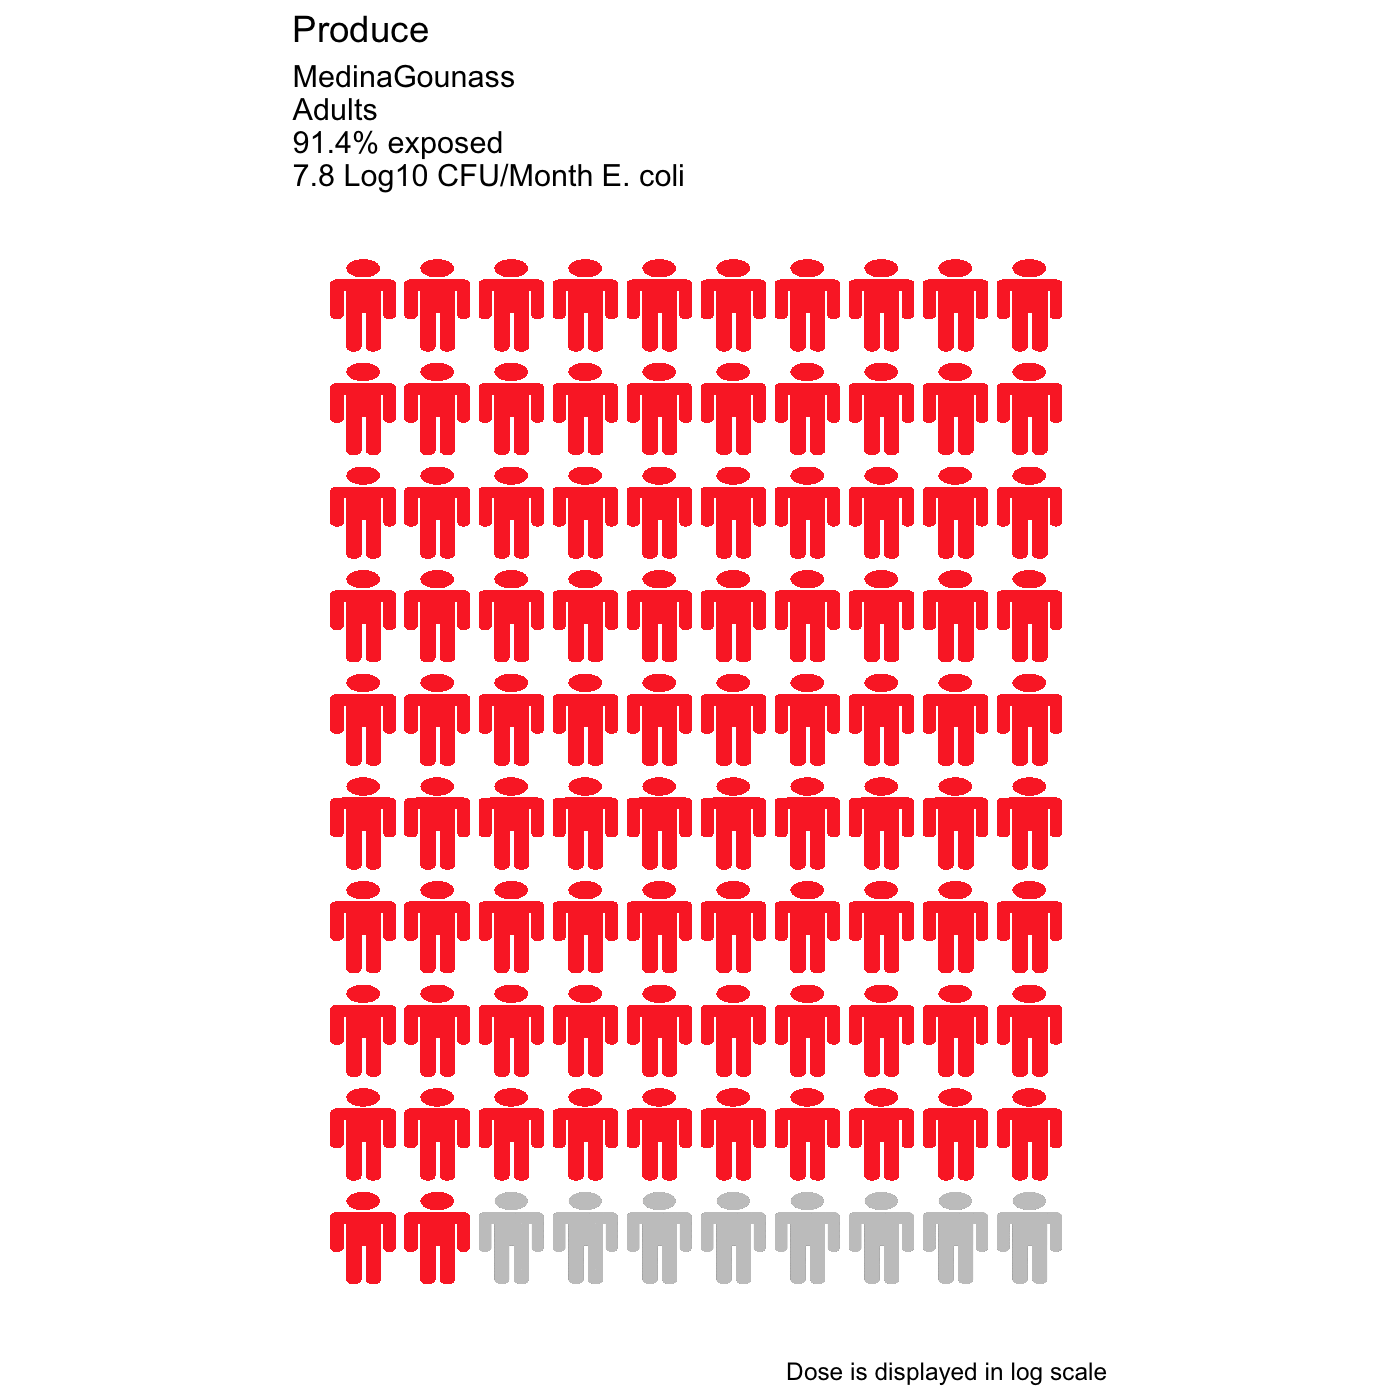 Produce
MedinaGounass
Adults
91.4% exposed
7.8 Log10 CFU/Month E. coli
Dose is displayed in log scale